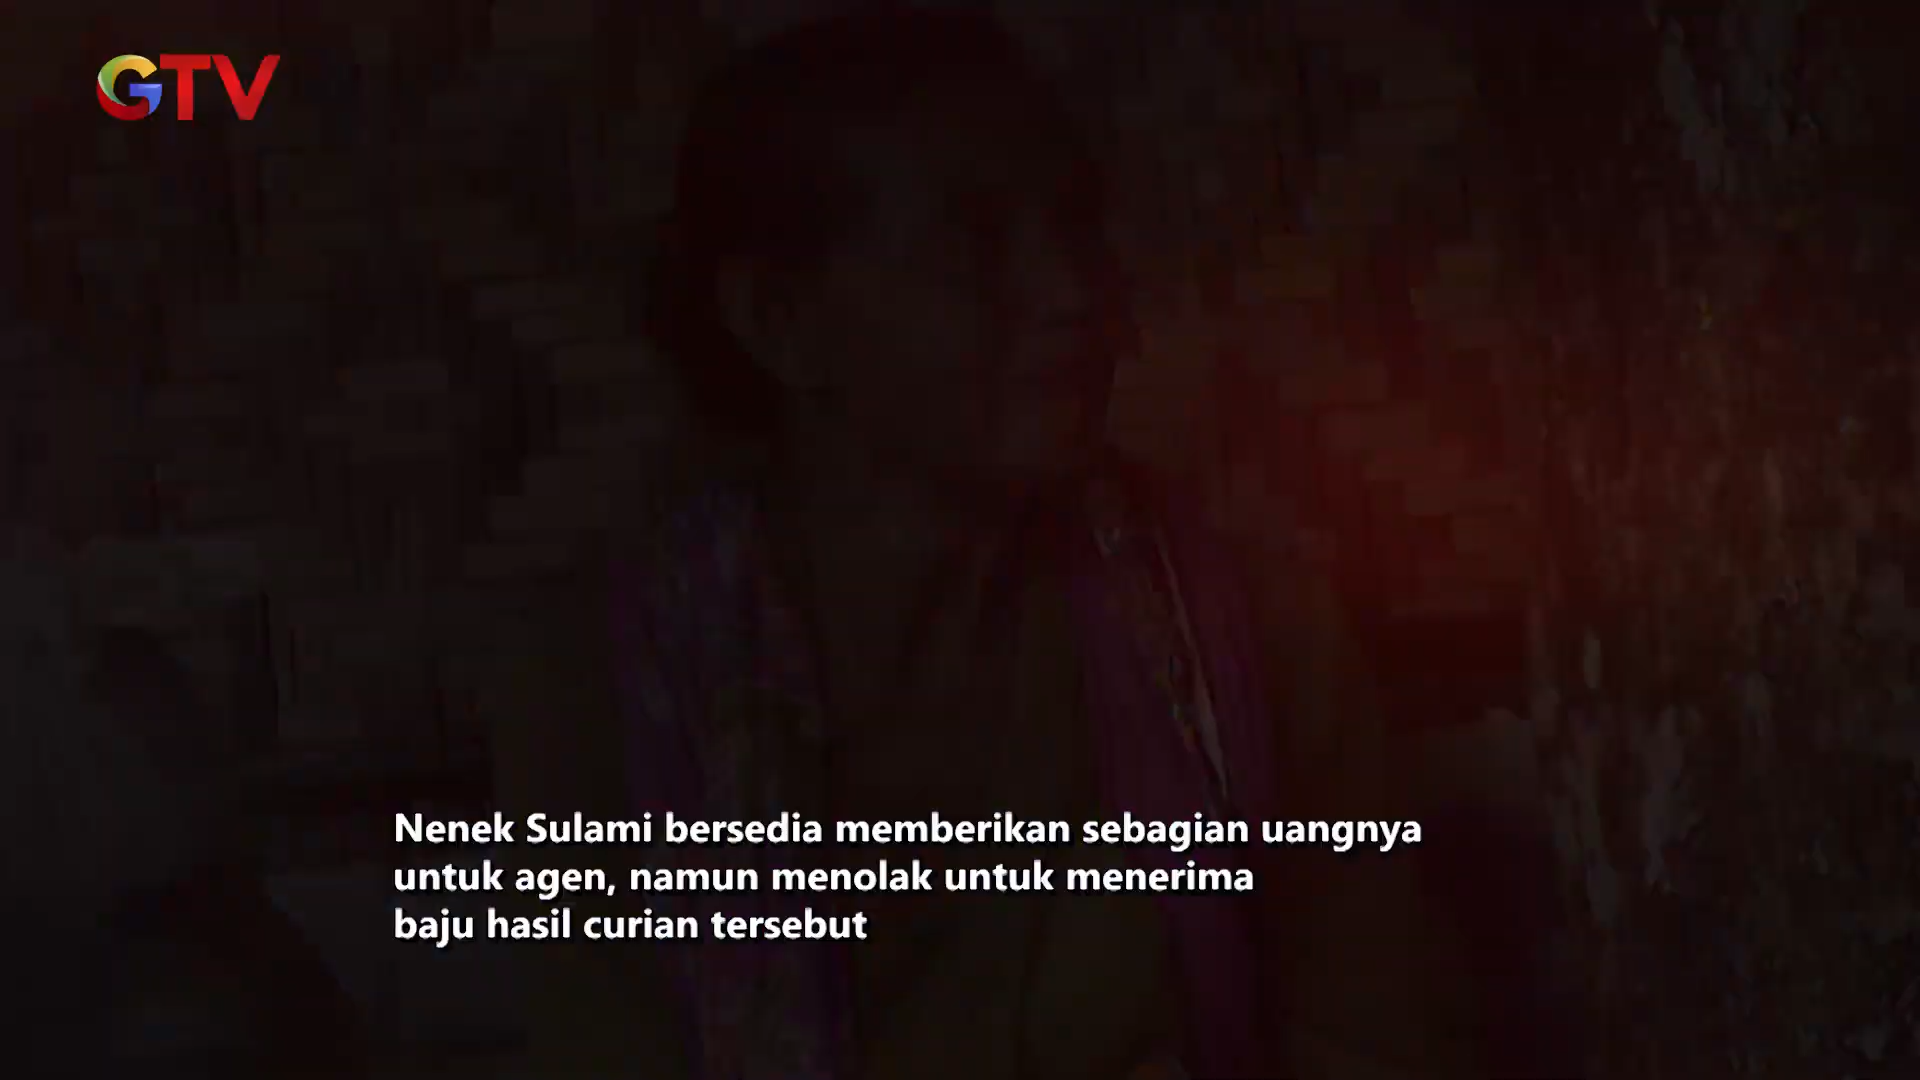 GTV
Nenek Sulami bersedia memberikan sebagian uangnya
untuk agen, namun menolak untuk menerima
baju hasil curian tersebut